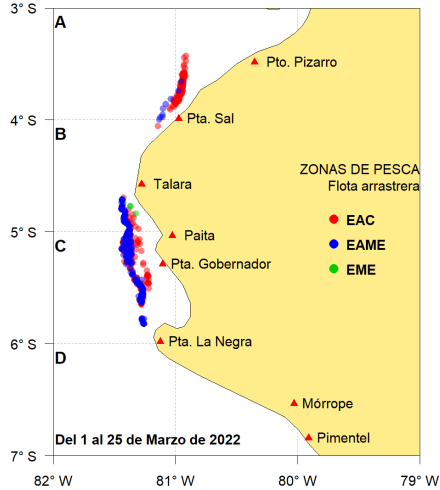 3° S
A
Pto. Pizarro
4° S
Pta. Sal
B
ZONAS DE PESCA
Flota arrastrera
Talara
EAC
5° S
Paita
C
EAME
Pta. Gobernador
EME
6° S
Pta. La Negra
D
Mórrope
Del 1 al 25 de Marzo de 2022
Pimentel
7° S
82° W
81° W
80° W
79° W